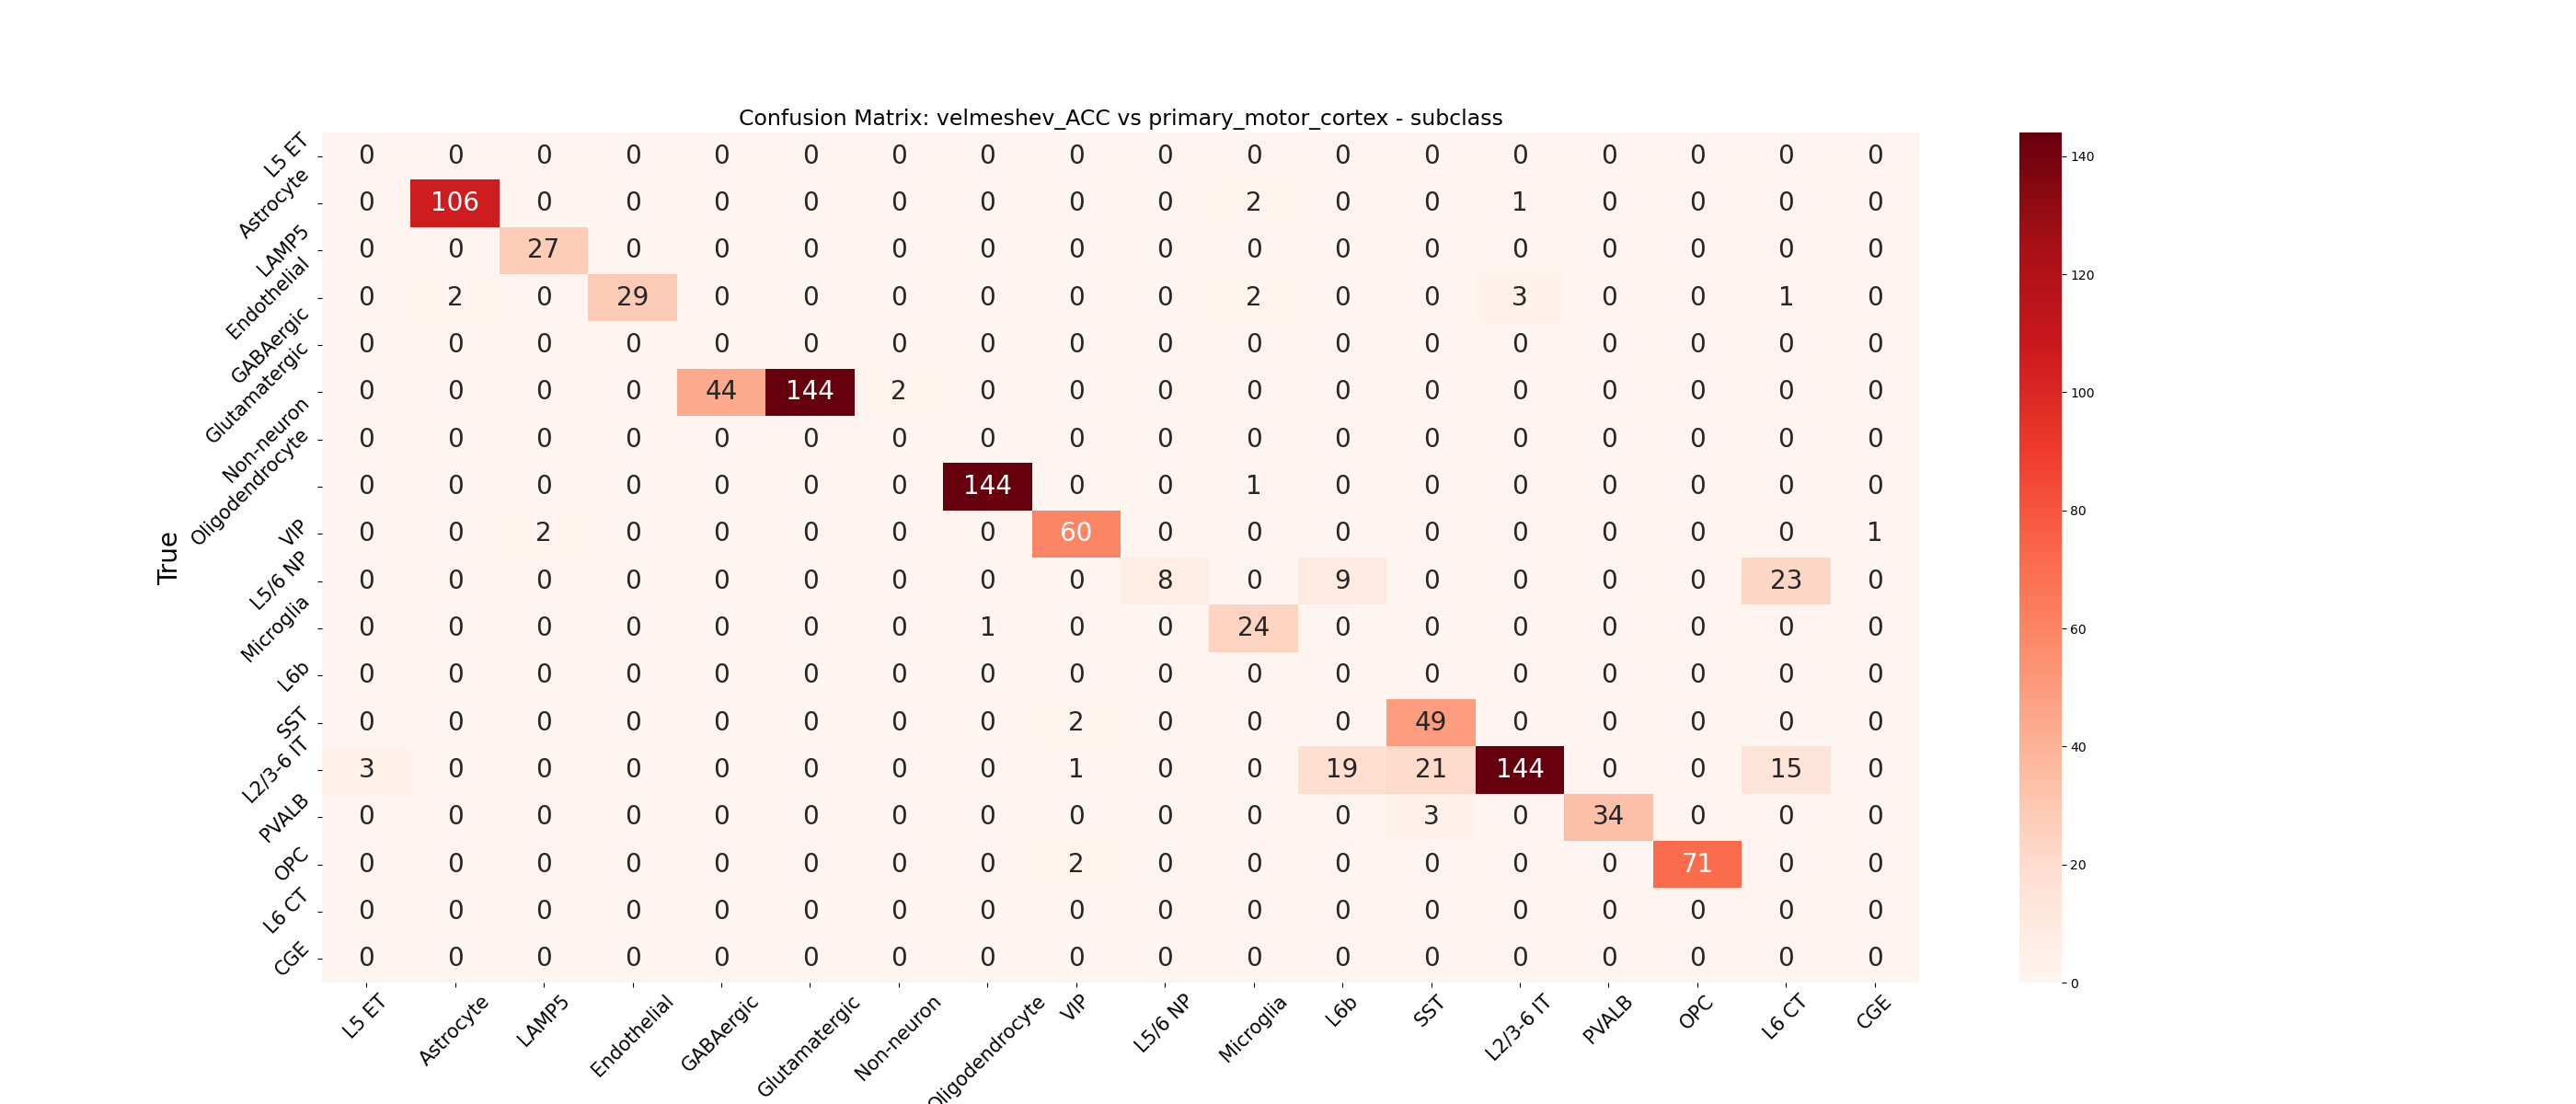 Confusion Matrix: velmeshev_ACC vs primary_motor_cortex - subclass
True
L5 ET 0 0 0 0 0 0 0 0 0 0 0 0 0 0 0 0 0 0
Astrocyte 0 106 0 0 0 0 0 0 0 0 2 0 0 1 0 0 0 0
LAMP5 0 0 27 0 0 0 0 0 0 0 0 0 0 0 0 0 0 0
Endothelial 0 2 0 29 0 0 0 0 0 0 2 0 0 3 0 0 1 0
GABAergic 0 0 0 0 0 0 0 0 0 0 0 0 0 0 0 0 0 0
Glutamatergic 0 0 0 0 44 144 2 0 0 0 0 0 0 0 0 0 0 0
Non-neuron 0 0 0 0 0 0 0 0 0 0 0 0 0 0 0 0 0 0
Oligodendrocyte 0 0 0 0 0 0 0 144 0 0 1 0 0 0 0 0 0 0
VIP 0 0 2 0 0 0 0 0 60 0 0 0 0 0 0 0 0 1
L5/6 NP 0 0 0 0 0 0 0 0 0 8 0 9 0 0 0 0 23 0
Microglia 0 0 0 0 0 0 0 1 0 0 24 0 0 0 0 0 0 0
L6b 0 0 0 0 0 0 0 0 0 0 0 0 0 0 0 0 0 0
SST 0 0 0 0 0 0 0 0 2 0 0 0 49 0 0 0 0 0
L2/3-6 IT 3 0 0 0 0 0 0 0 1 0 0 19 21 144 0 0 15 0
PVALB 0 0 0 0 0 0 0 0 0 0 0 0 3 0 34 0 0 0
OPC 0 0 0 0 0 0 0 0 2 0 0 0 0 0 0 71 0 0
L6 CT 0 0 0 0 0 0 0 0 0 0 0 0 0 0 0 0 0 0
CGE 0 0 0 0 0 0 0 0 0 0 0 0 0 0 0 0 0 0
L5 ET Astrocyte LAMP5 Endothelial GABAergic Glutamatergic Non-neuron Oligodendrocyte VIP L5/6 NP Microglia L6b SST L2/3-6 IT PVALB OPC L6 CT CGE
140
120
100
80
60
40
20
0